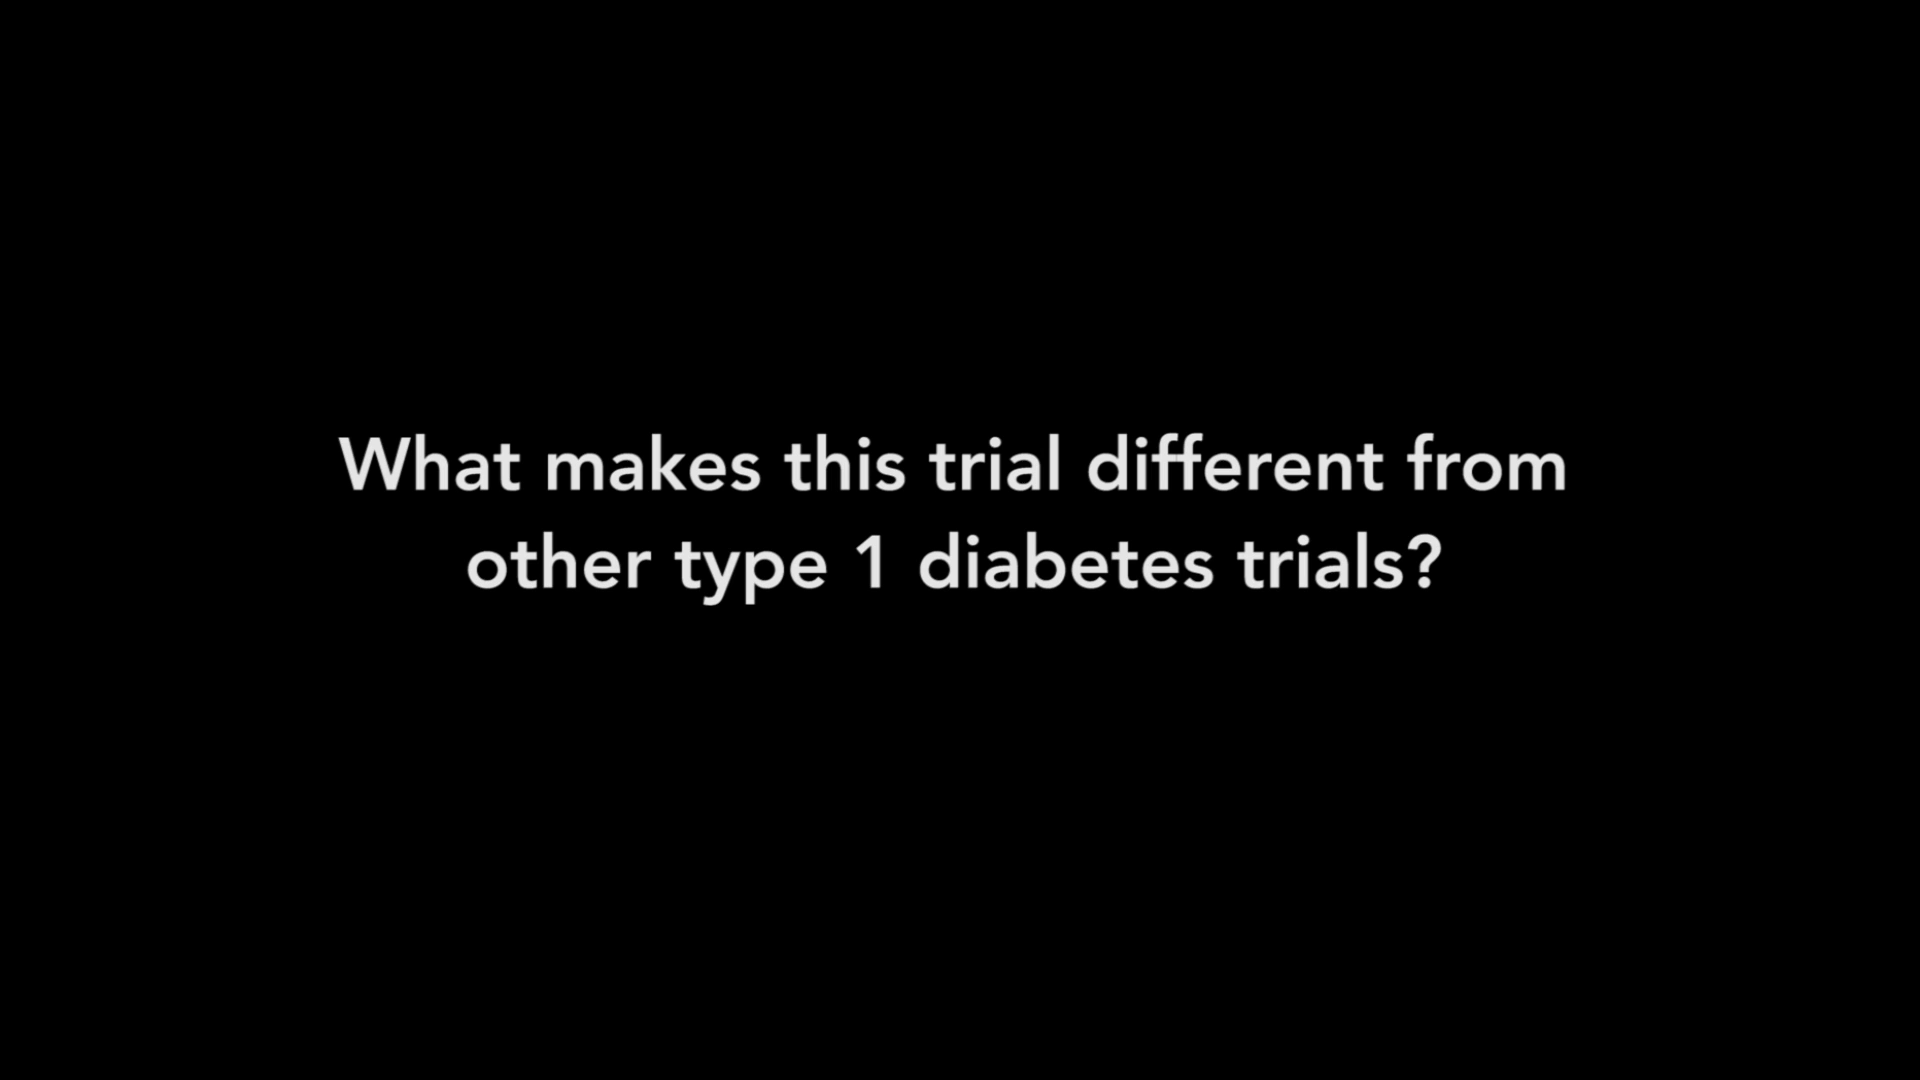 What makes this trial different from
other type 1 diabetes trials?